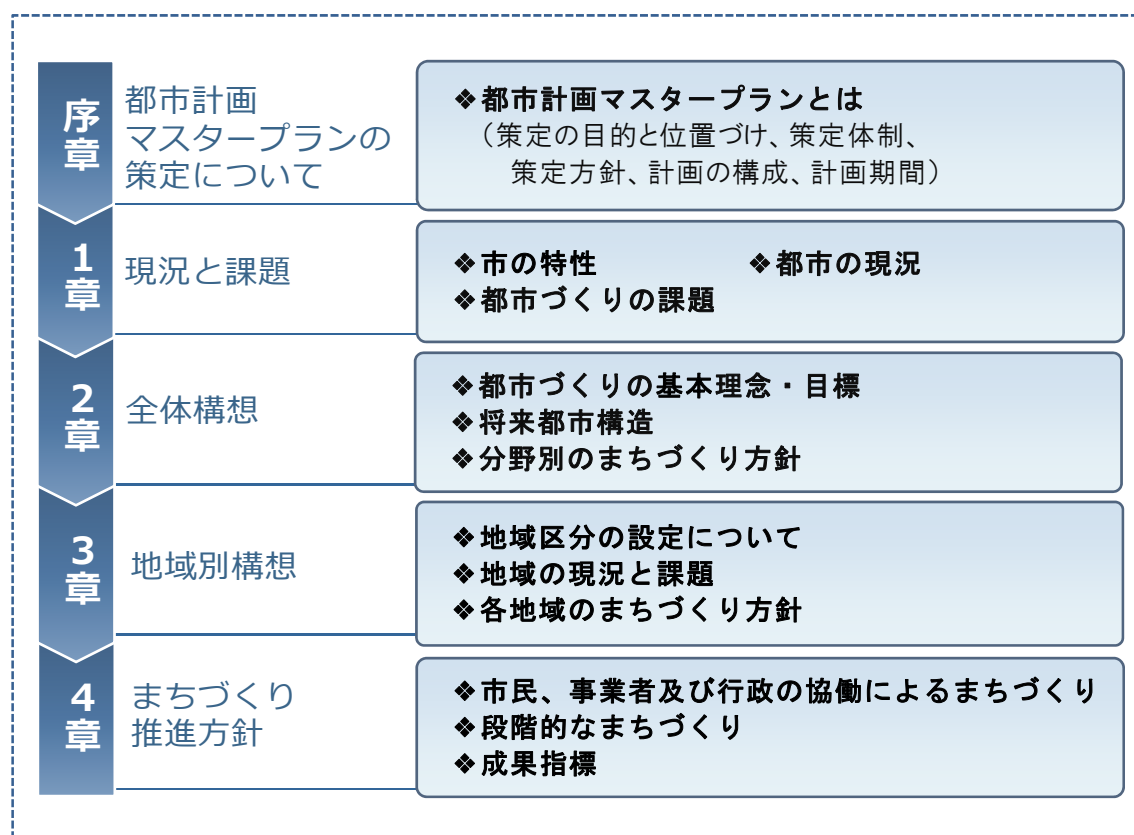 序章
都市計画
マスタープランの
策定について
❖都市計画マスタープランとは
（策定の目的と位置づけ、策定体制、
策定方針、計画の構成、計画期間）
1章
現況と課題
❖市の特性　❖都市の現況
❖都市づくりの課題
2章
全体構想
❖都市づくりの基本理念・目標
❖将来都市構造
❖分野別のまちづくり方針
3章
地域別構想
❖地域区分の設定について
❖地域の現況と課題
❖各地域のまちづくり方針
4章
まちづくり
推進方針
❖市民、事業者及び行政の協働によるまちづくり
❖段階的なまちづくり
❖成果指標